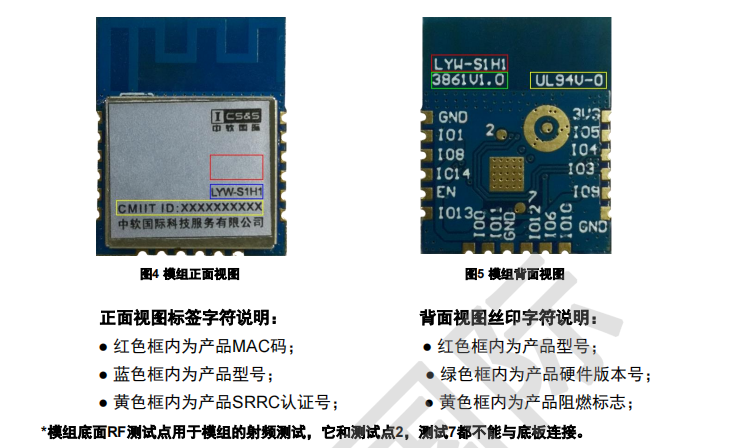 ICS&S
中软国际
LYW-S1H1
CMIIT ID:XXXXXXXXXX
中软国际科技服务有限公司
LYW-S1H1
3861V1.0
UL94V-0
GND
IO1
IO8
IO14
EN
IO13
2
7
3V3
IO5
IO4
IO3
IO9
GND
IO0
IO11
GND
IO12
IO6
IO10
图4 模组正面视图
图5 模组背面视图
正面视图标签字符说明：
● 红色框内为产品MAC码；
● 蓝色框内为产品型号；
● 黄色框内为产品SRRC认证号；
背面视图丝印字符说明：
● 红色框内为产品型号；
● 绿色框内为产品硬件版本号；
● 黄色框内为产品阻燃标志；
*模组底面RF测试点用于模组的射频测试，它和测试点2，测试7都不能与底板连接。
国际